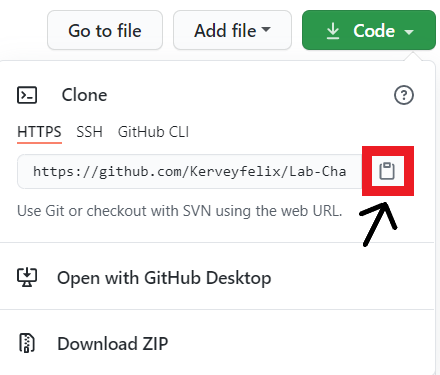 Go to file Add file Code
Clone
HTTPS SSH GitHub CLI
https://github.com/Kerveyfelix/Lab-Cha
Use Git or checkout with SVN using the web URL.
Open with GitHub Desktop
Download ZIP